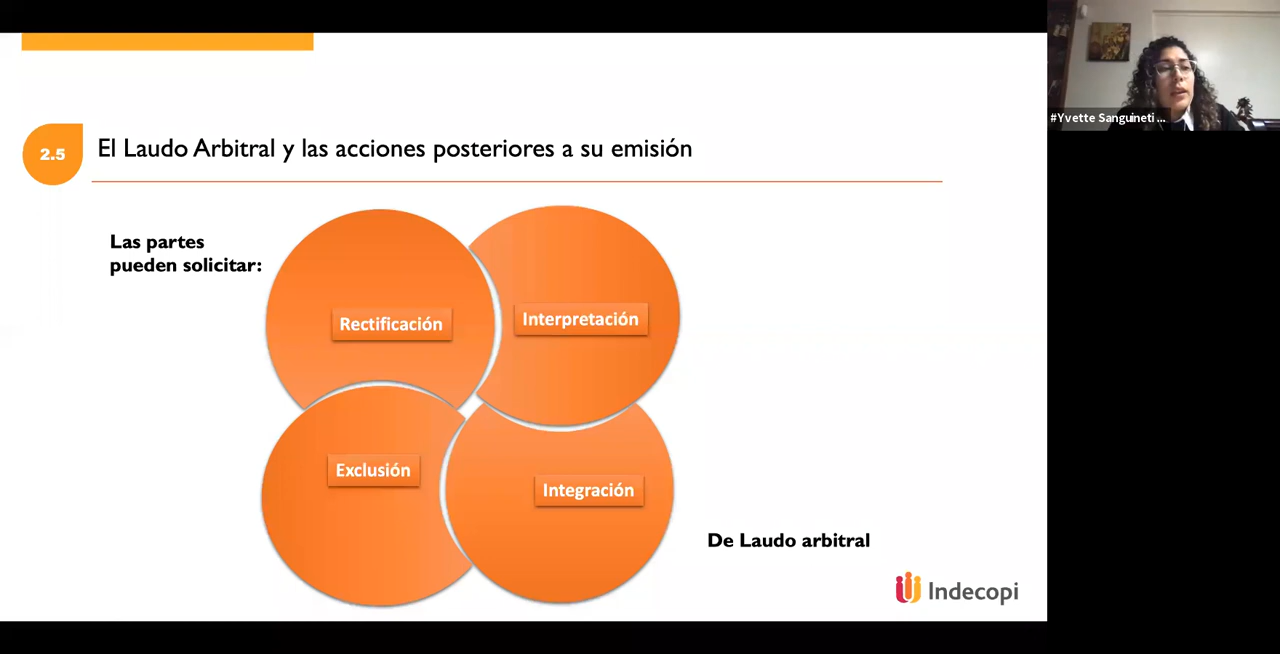 #Yvette Sanguineti ...
2.5
El Laudo Arbitral y las acciones posteriores a su emisión
Las partes
pueden solicitar:
Rectificación
Interpretación
Exclusión
Integración
De Laudo arbitral
Indecopi